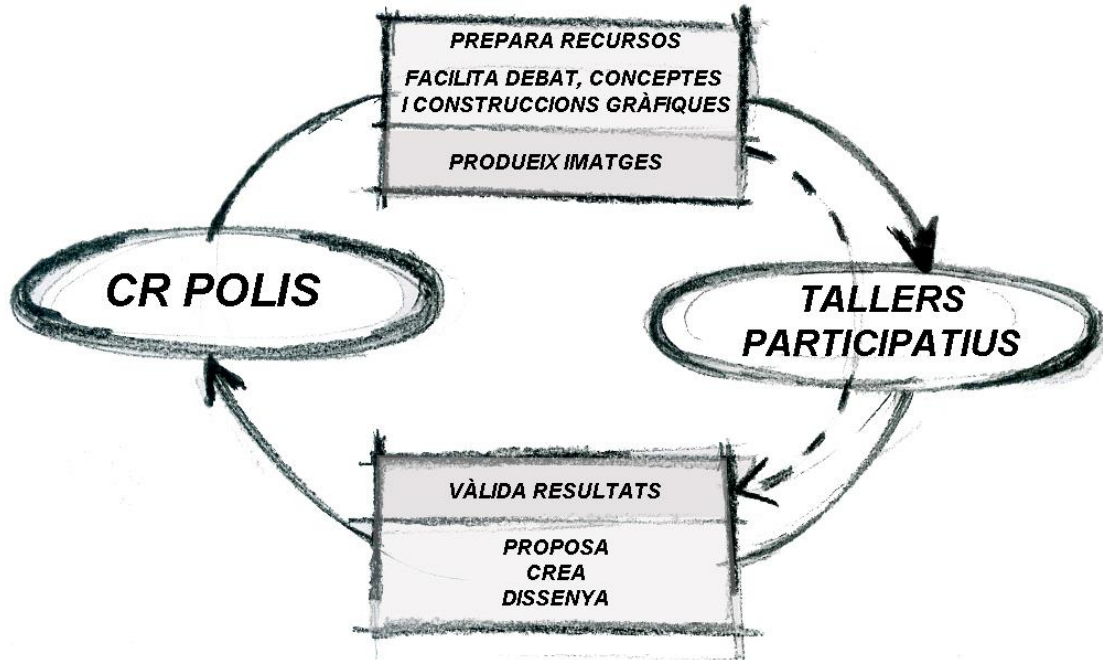 PREPARA RECURSOS
FACILITA DEBAT, CONCEPTES
I CONSTRUCCIONS GRÀFIQUES
PRODUEIX IMATGES
CR POLIS
TALLERS
PARTICIPATIUS
VÀLIDA RESULTATS
PROPOSA
CREA
DISSENYA